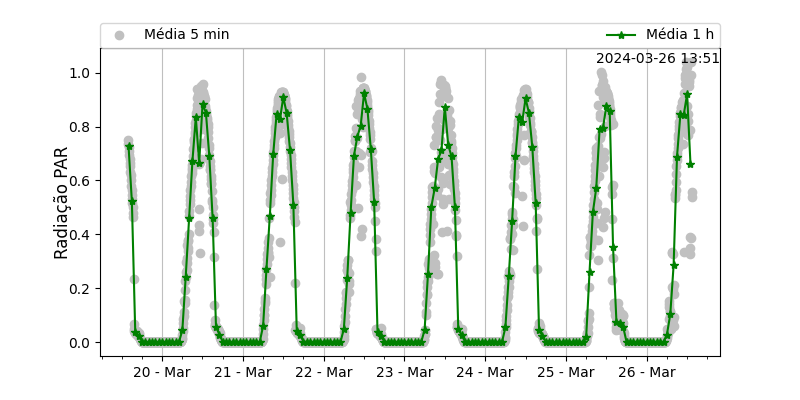 Média 5 min
Média 1 h
2024-03-26 13:51
Radiação PAR
1.0
0.8
0.6
0.4
0.2
0.0
20 - Mar
21 - Mar
22 - Mar
23 - Mar
24 - Mar
25 - Mar
26 - Mar